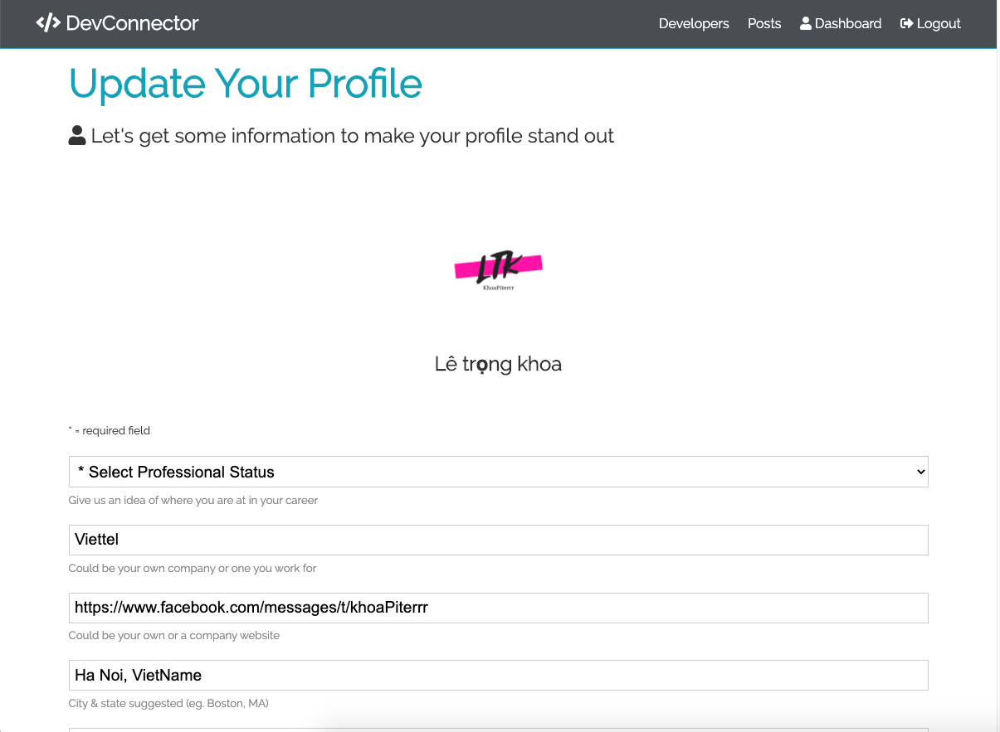 DevConnector
Developers Posts Dashboard Logout
Update Your Profile
Let's get some information to make your profile stand out
LTK
KhoaPiterrr
Lê trọng khoa
* = required field
* Select Professional Status
Give us an idea of where you are at in your career
Viettel
Could be your own company or one you work for
https://www.facebook.com/messages/t/khoaPiterrr
Could be your own or a company website
Ha Noi, VietName
City & state suggested (eg. Boston, MA)